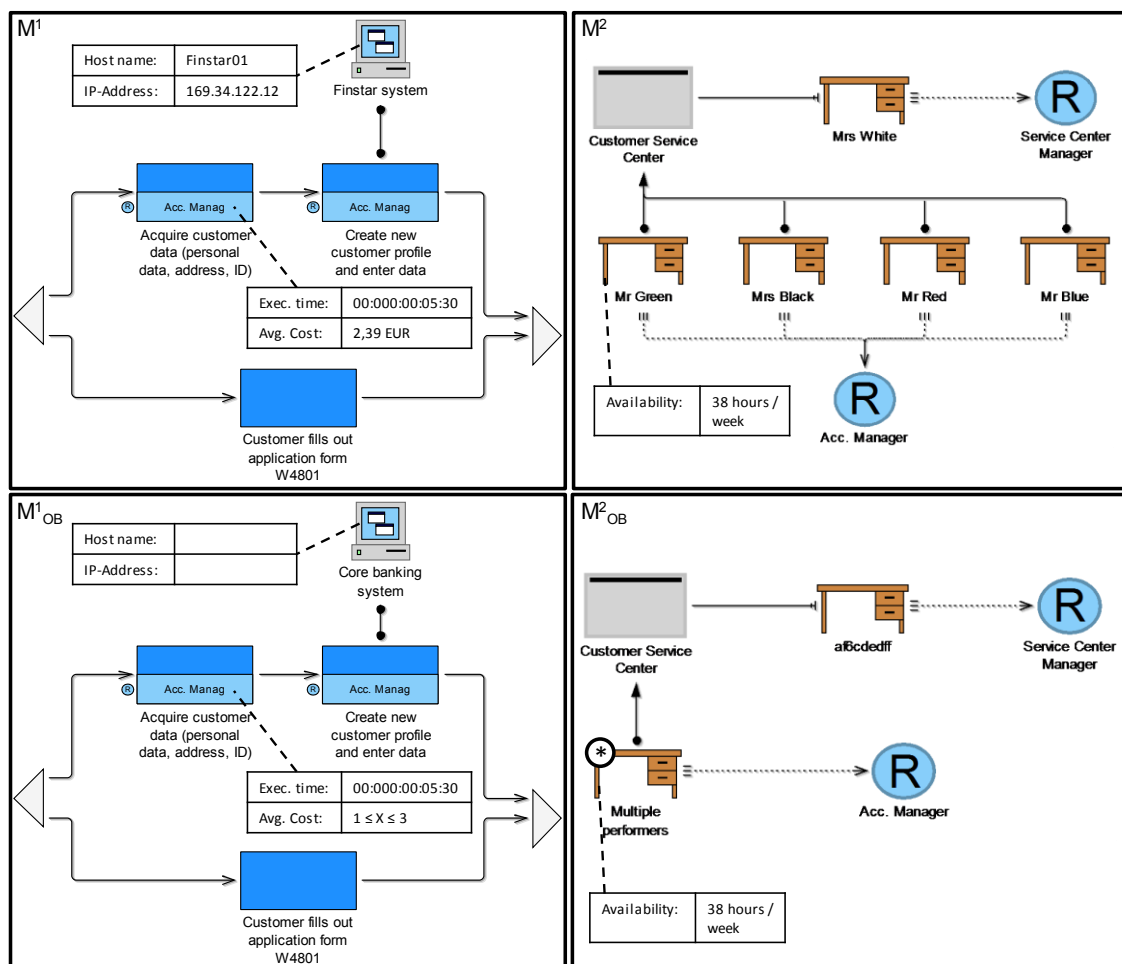 M1
Host name: Finstar01
IP-Address: 169.34.122.12
Finstar system
R Acc. Manag
R Acc. Manag
Acquire customer
data (personal
data, address, ID)
Create new
customer profile
and enter data
Exec. time: 00:000:00:05:30
Avg. Cost: 2,39 EUR
Customer fills out
application form
W4801
M2
Customer Service
Center
Mrs White
R
Service Center
Manager
Mr Green
Mrs Black
Mr Red
Mr Blue
Availability: 38 hours /
week
R
Acc. Manager
M1OB
Host name:
IP-Address:
Core banking
system
R Acc. Manag
R Acc. Manag
Acquire customer
data (personal
data, address, ID)
Create new
customer profile
and enter data
Exec. time: 00:000:00:05:30
Avg. Cost: 1 ≤ X ≤ 3
Customer fills out
application form
W4801
M2OB
Customer Service
Center
af6cdedff
R
Service Center
Manager
*
Multiple
performers
R
Acc. Manager
Availability: 38 hours /
week